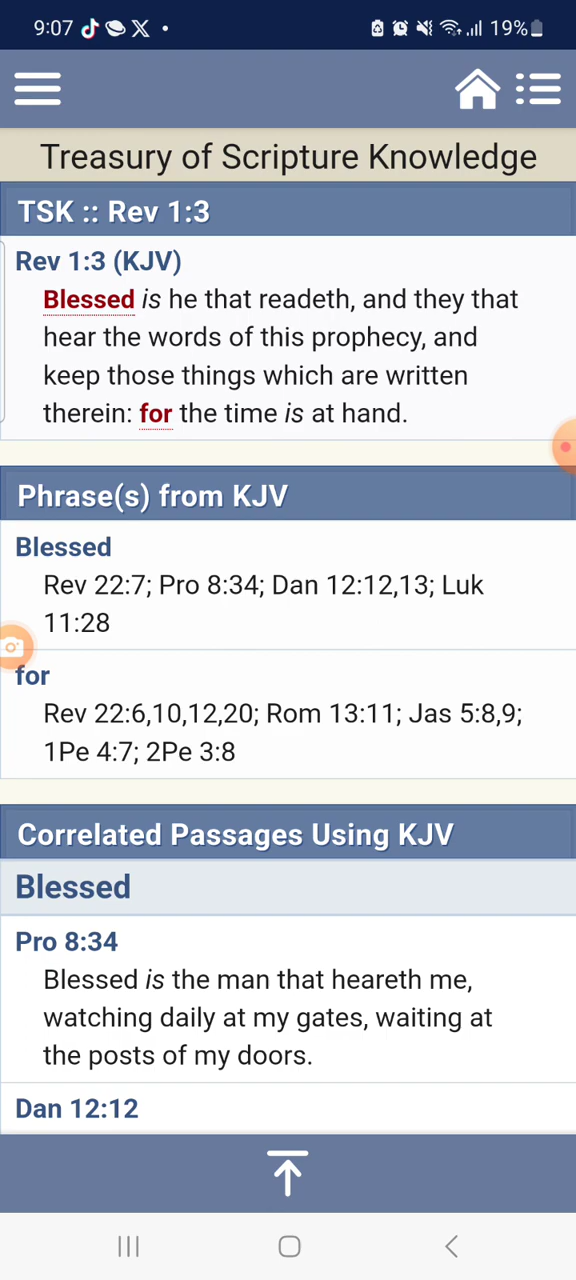 9:07
19%
Treasury of Scripture Knowledge
TSK :: Rev 1:3
Rev 1:3 (KJV)
Blessed is he that readeth, and they that
hear the words of this prophecy, and
keep those things which are written
therein: for the time is at hand.
Phrase(s) from KJV
Blessed
Rev 22:7; Pro 8:34; Dan 12:12,13; Luk
11:28
for
Rev 22:6,10,12,20; Rom 13:11; Jas 5:8,9;
1Pe 4:7; 2Pe 3:8
Correlated Passages Using KJV
Blessed
Pro 8:34
Blessed is the man that heareth me,
watching daily at my gates, waiting at
the posts of my doors.
Dan 12:12